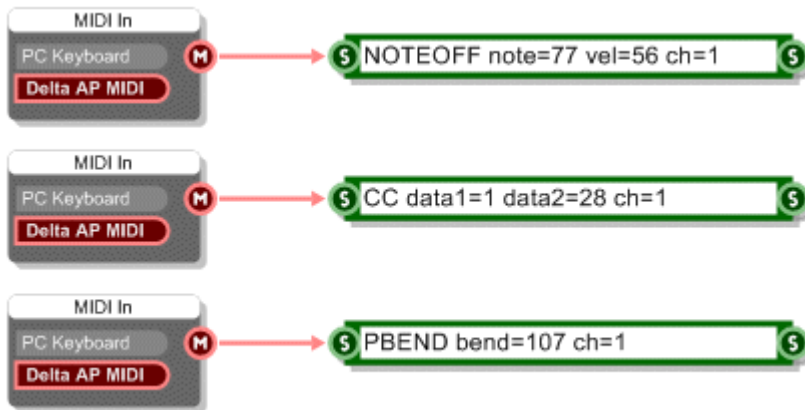 MIDI In
PC Keyboard M S NOTEOFF note=77 vel=56 ch=1 S
Delta AP MIDI
MIDI In
PC Keyboard M S CC data1=1 data2=28 ch=1 S
Delta AP MIDI
MIDI In
PC Keyboard M S PBEND bend=107 ch=1 S
Delta AP MIDI